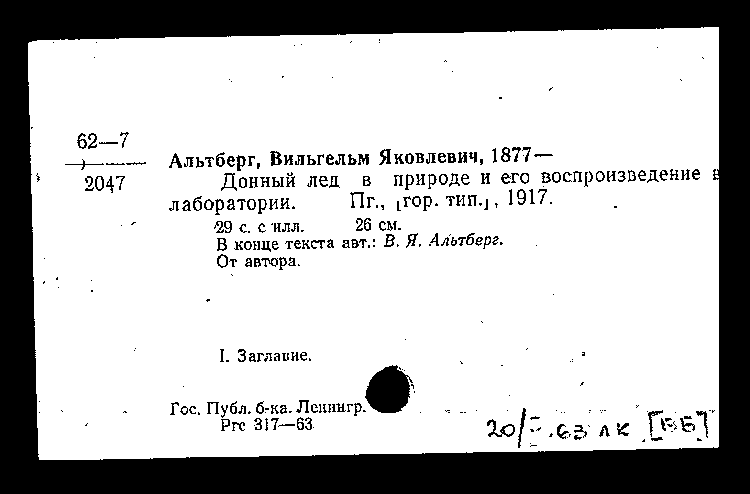 62—7
2047
Альтберг, Вильгельм Яковлевич, 1877—
Донный лед в природе и его воспроизведение в
лаборатории. Пг., [гор. тип.], 1917.
29 с. с илл. 26 см.
В конце текста авт.: В. Я. Альтберг.
От автора.
I. Заглавие.
Гос. Публ. б-ка. Ленингр.
Ргс 317—63
.63 лк [ВБ]